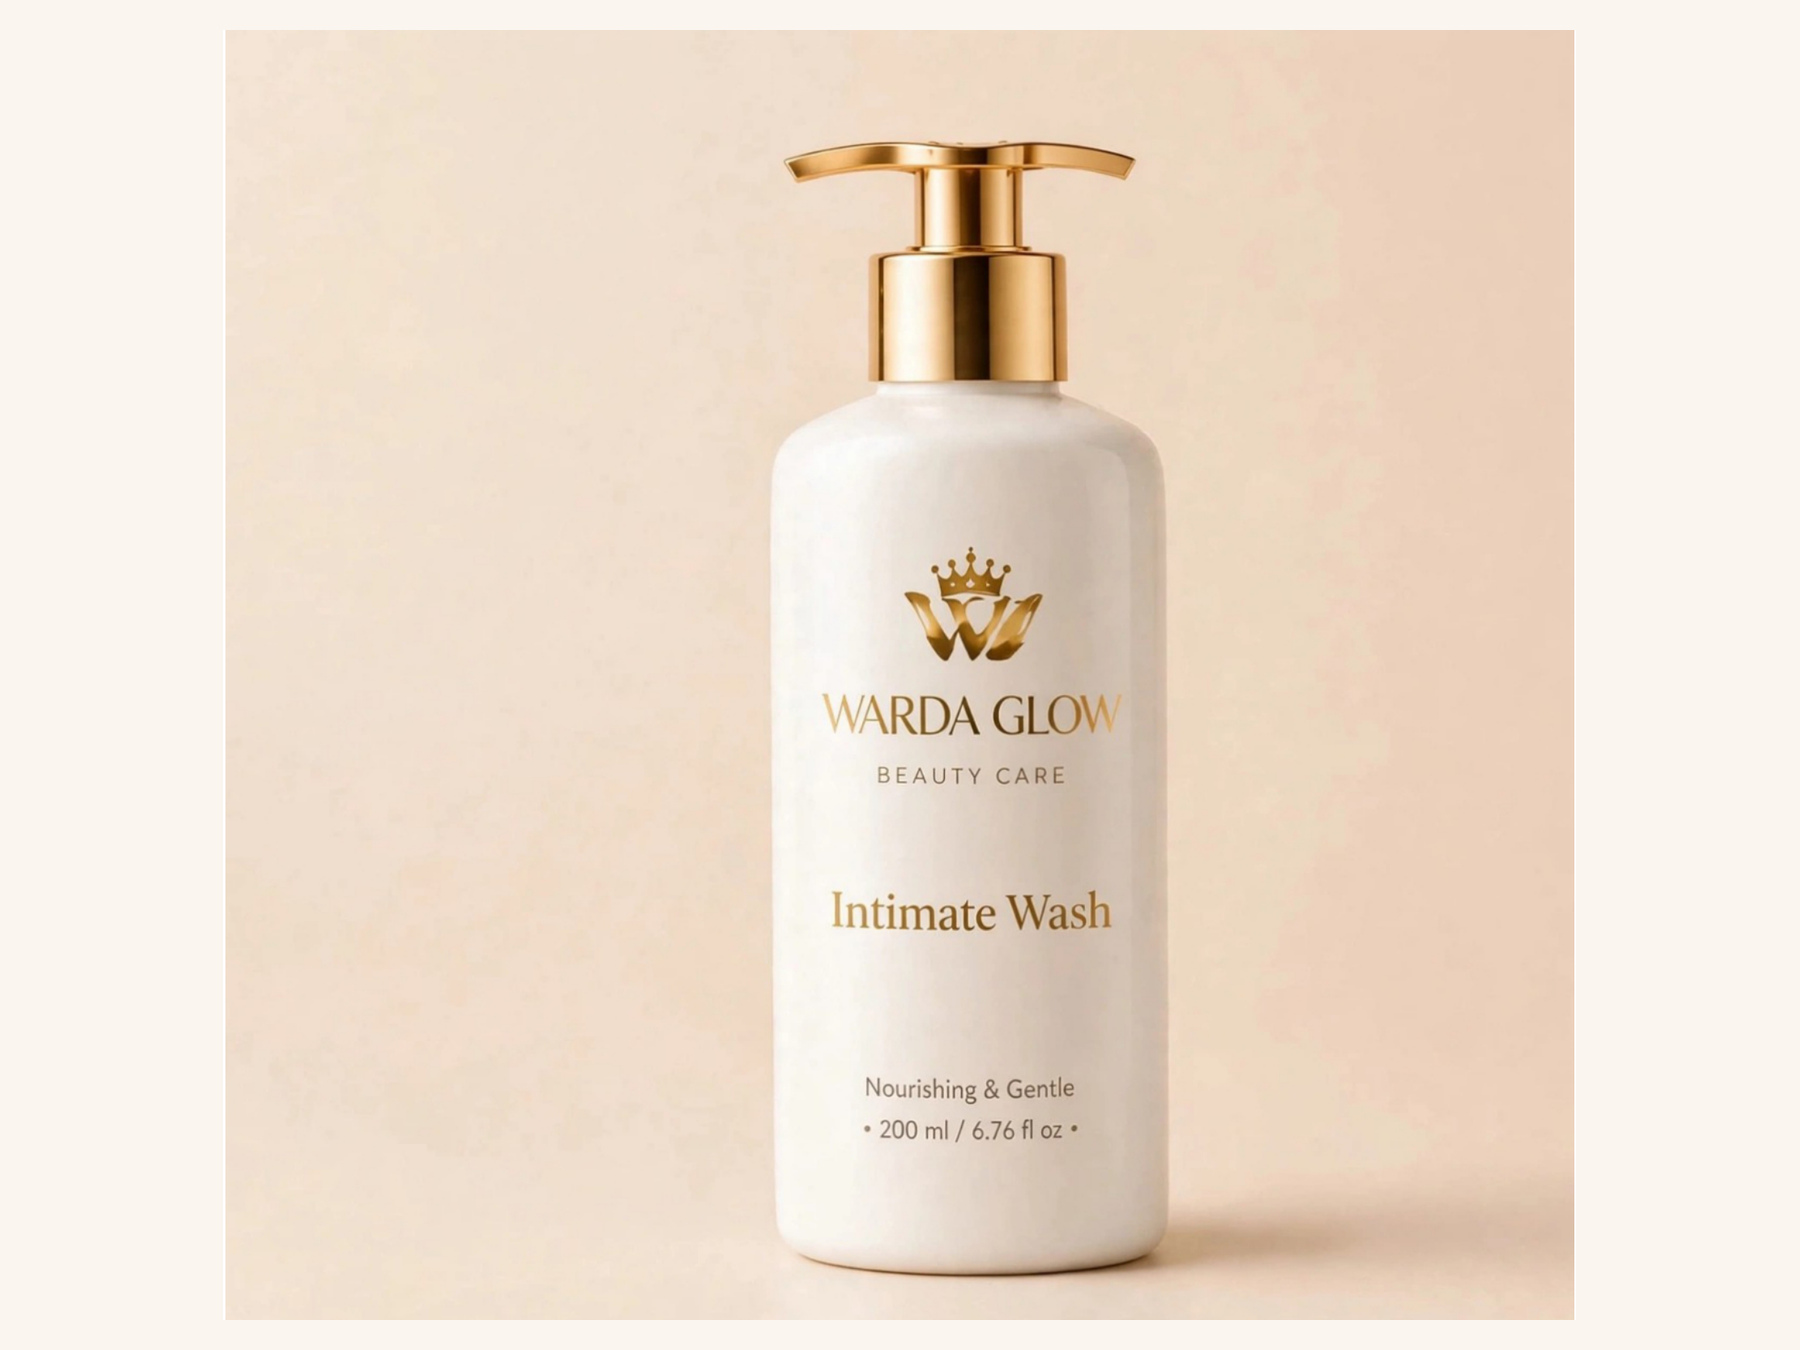 WARDA GLOW
BEAUTY CARE
Intimate Wash
Nourishing & Gentle
• 200 ml / 6.76 fl oz •